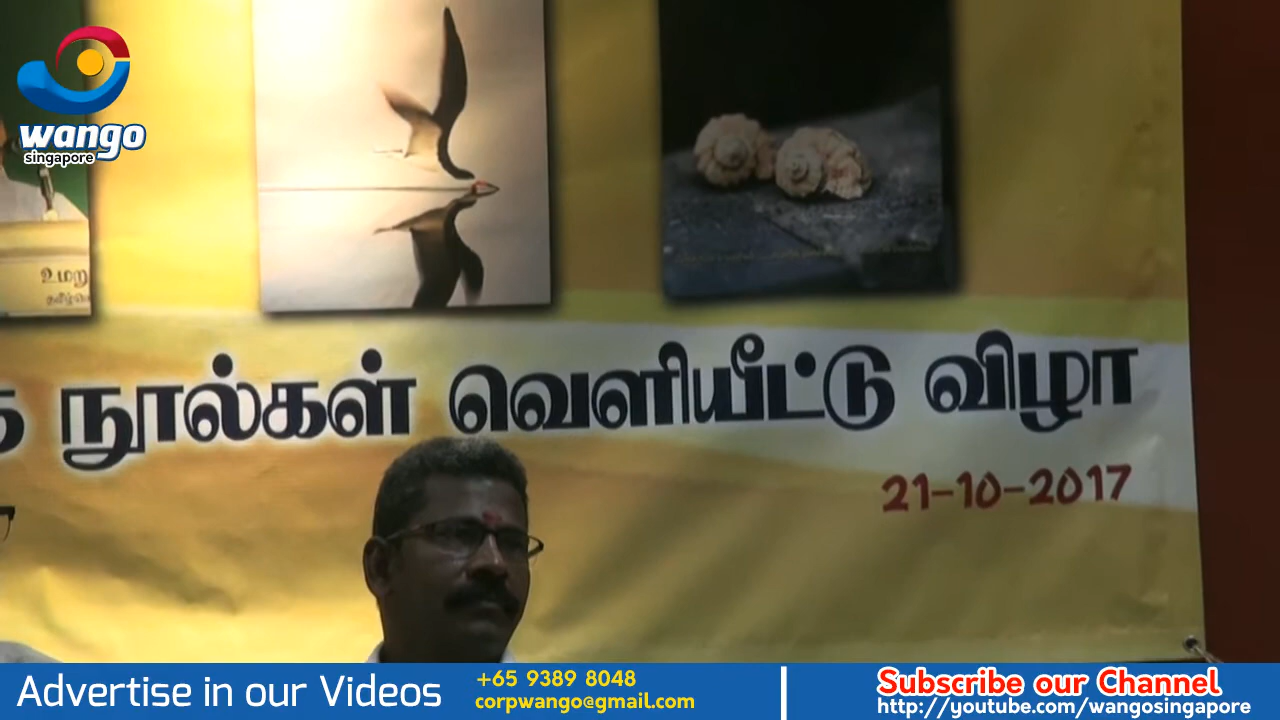 wango
singapore
உமறு
நூல்கள் வெளியீட்டு விழா
21-10-2017
Advertise in our Videos
+65 9389 8048
corpwango@gmail.com
Subscribe our Channel
http://youtube.com/wangosingapore